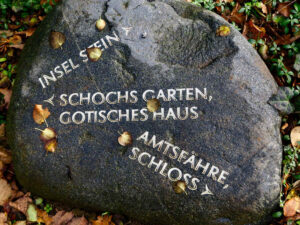 INSEL STEIN
SCHOCHS GARTEN,
GOTISCHES HAUS
AMTSFÄHRE,
SCHLOSS